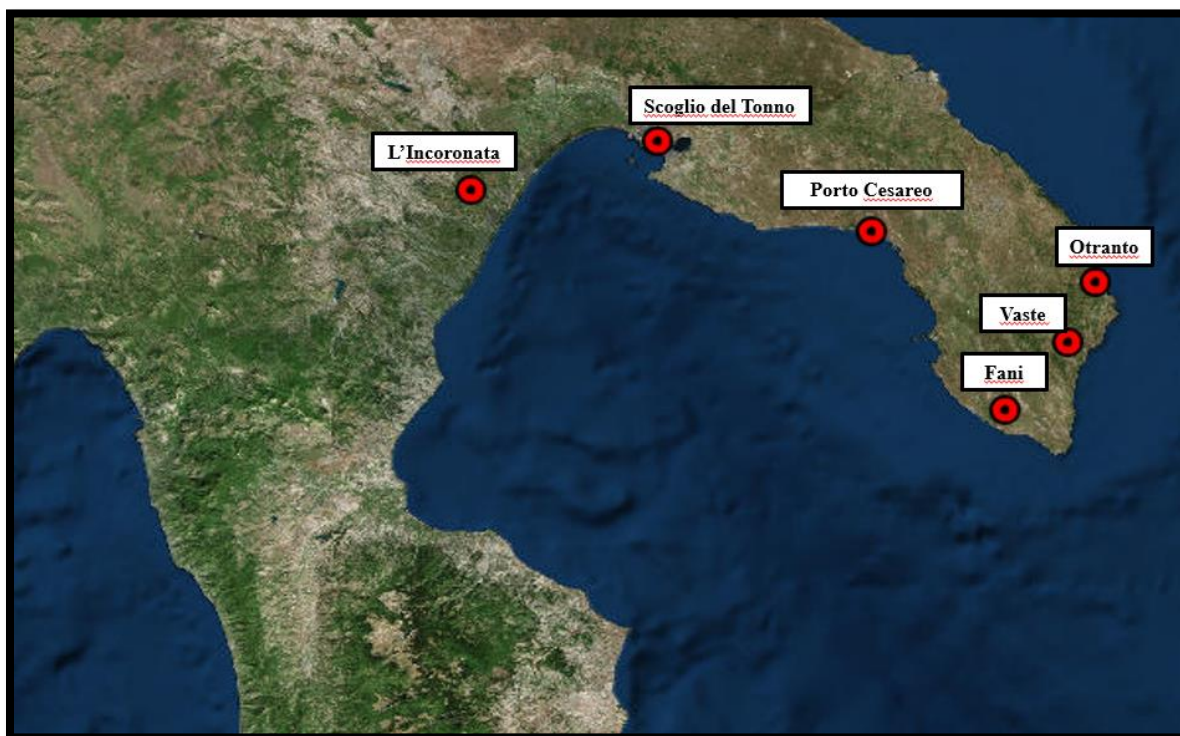 Scoglio del Tonno
L’Incoronata
Porto Cesareo
Otranto
Vaste
Fani